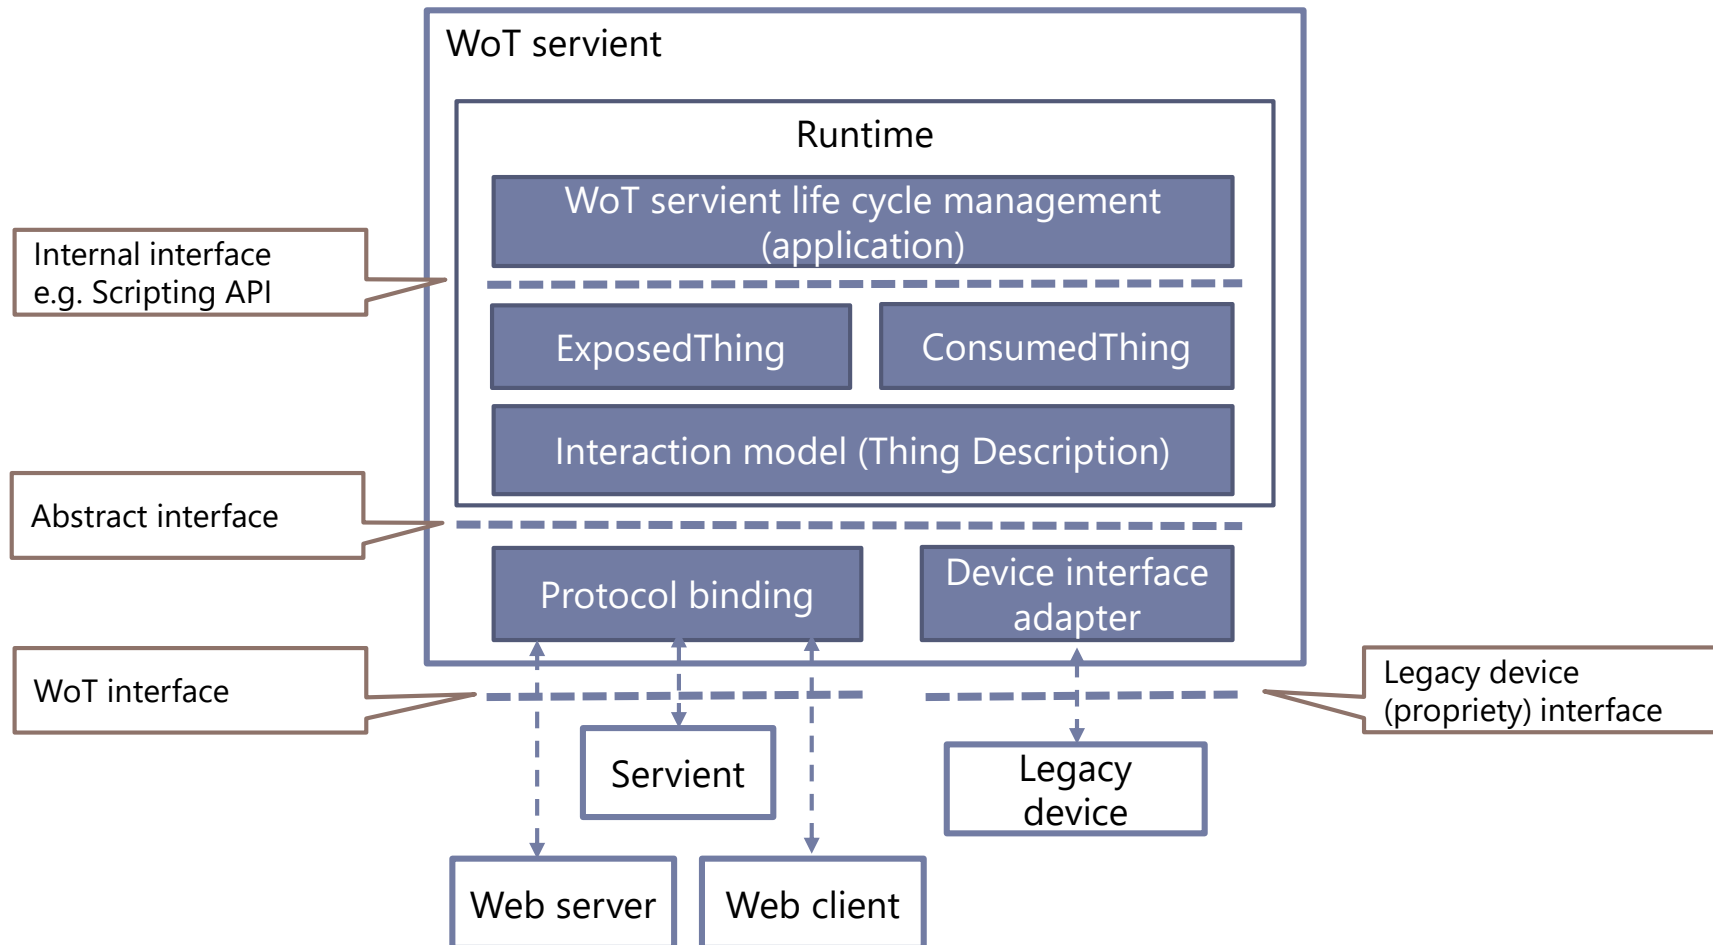 WoT servient
Runtime
WoT servient life cycle management
(application)
Internal interface
e.g. Scripting API
ExposedThing
ConsumedThing
Interaction model (Thing Description)
Abstract interface
Protocol binding
Device interface
adapter
WoT interface
Legacy device
(propriety) interface
Servient
Legacy
device
Web server
Web client